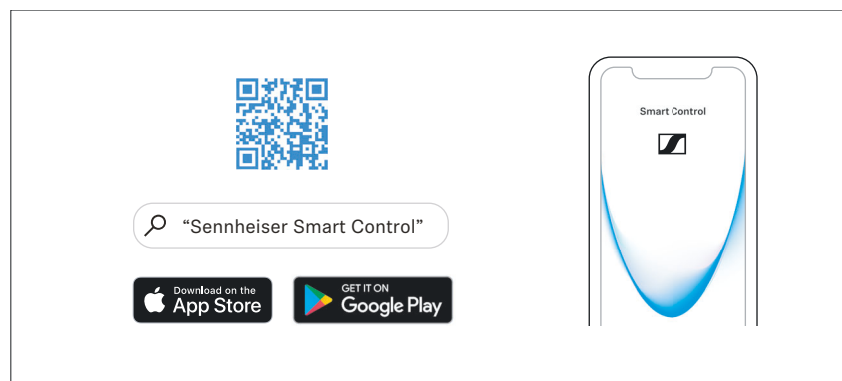 “Sennheiser Smart Control”
Download on the
App Store
GET IT ON
Google Play
Smart Control